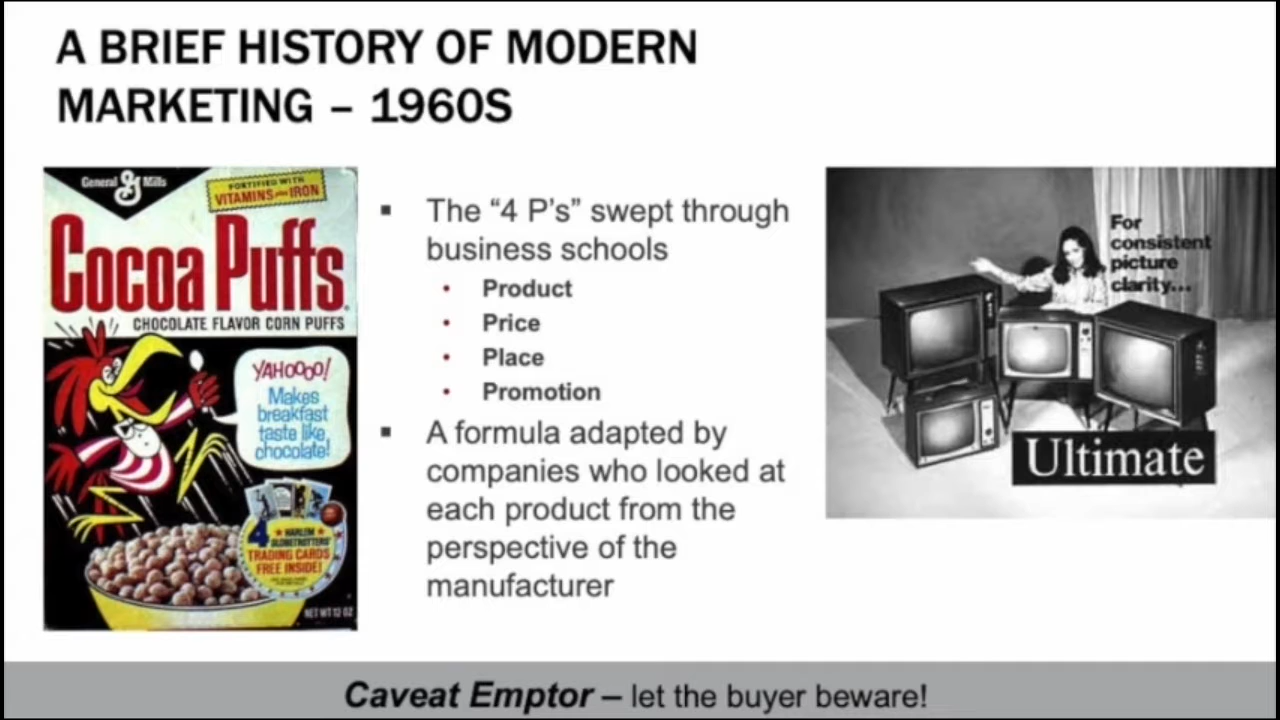 A BRIEF HISTORY OF MODERN
MARKETING – 1960S
General Mills
FORTIFIED WITH
VITAMINS plus IRON
Cocoa Puffs
CHOCOLATE FLAVOR CORN PUFFS
YAHOOOO!
Makes
breakfast
taste like
chocolate!
4 HARLEM
GLOBETROTTERS
TRADING CARDS
FREE INSIDE!
NET WT 12 OZ
▪ The “4 P’s” swept through
business schools
• Product
• Price
• Place
• Promotion
▪ A formula adapted by
companies who looked at
each product from the
perspective of the
manufacturer
For
consistent
picture
clarity...
Ultimate
Caveat Emptor – let the buyer beware!